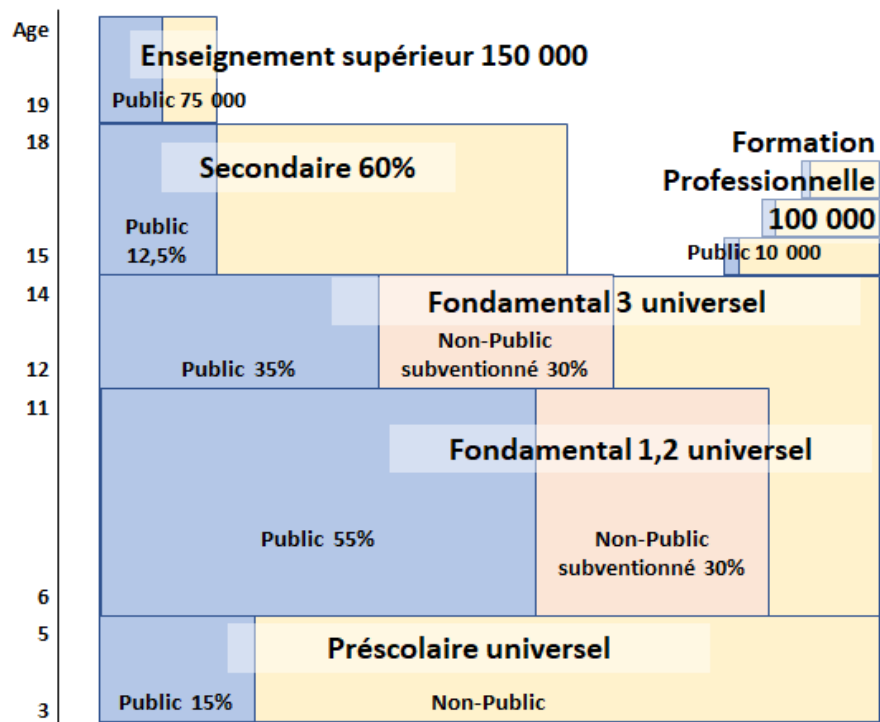 Age
Enseignement supérieur 150 000
19
Public 75 000
18
Secondaire 60%
Formation
Professionnelle
100 000
Public
12,5%
15
Public 10 000
14
Fondamental 3 universel
Non-Public
subventionné 30%
12
Public 35%
11
Fondamental 1,2 universel
Public 55%
Non-Public
subventionné 30%
6
5
Préscolaire universel
3
Public 15%
Non-Public